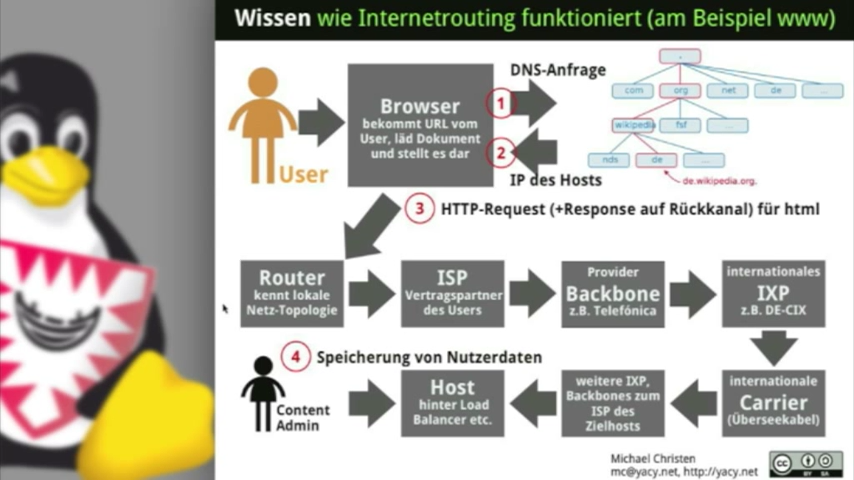 Wissen wie Internetrouting funktioniert (am Beispiel www)
DNS-Anfrage
Browser
bekommt URL vom
User, läd Dokument
und stellt es dar
User
1
2
IP des Hosts
.
com org net de ...
wikipedia fsf ...
nds de ...
de.wikipedia.org.
3 HTTP-Request (+Response auf Rückkanal) für html
Router
kennt lokale
Netz-Topologie
ISP
Vertragspartner
des Users
Provider
Backbone
z.B. Telefónica
internationales
IXP
z.B. DE-CIX
4 Speicherung von Nutzerdaten
Content
Admin
Host
hinter Load
Balancer etc.
weitere IXP,
Backbones zum
ISP des
Zielhosts
internationale
Carrier
(Überseekabel)
Michael Christen
mc@yacy.net, http://yacy.net
cc
BY SA